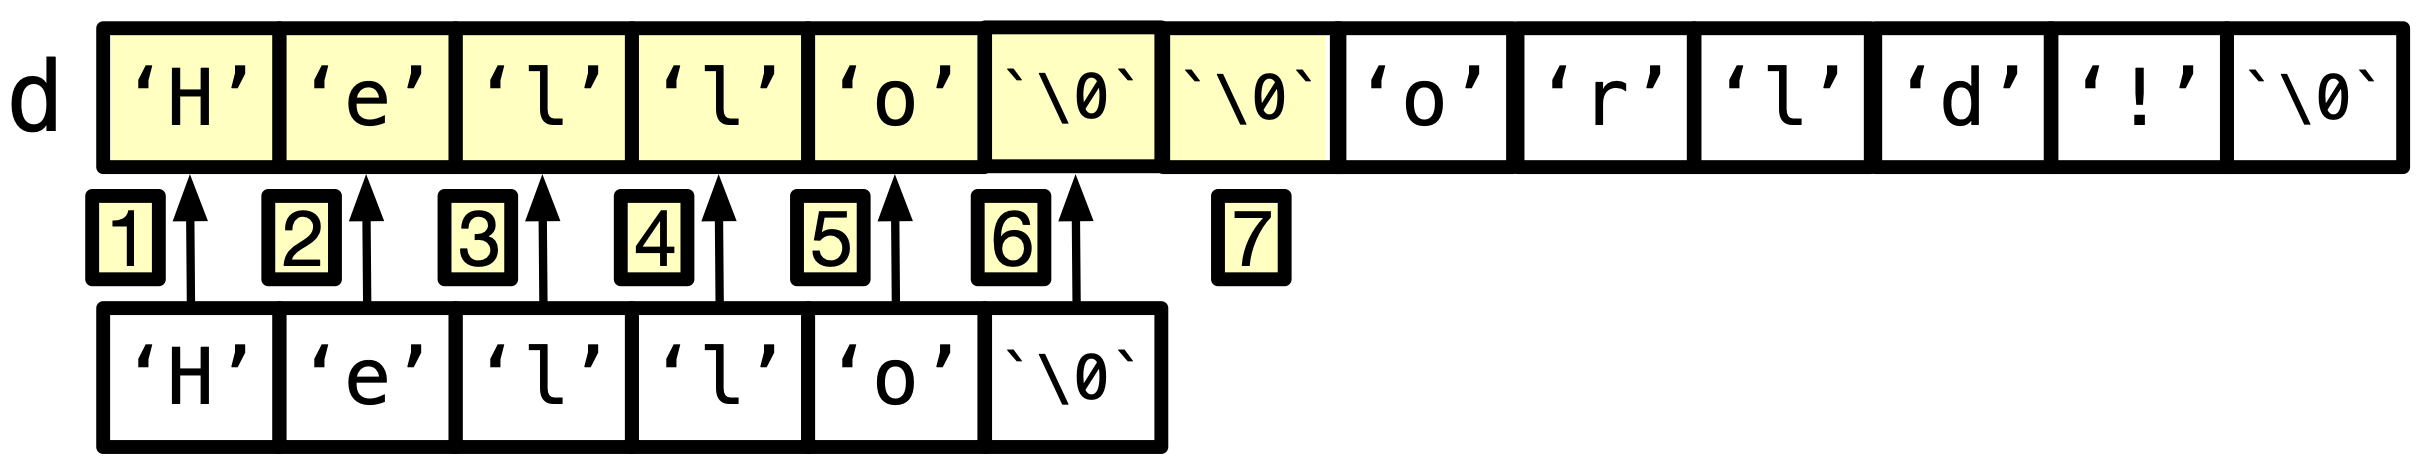 d ‘H’ ‘e’ ‘l’ ‘l’ ‘o’ `\0` `\0` ‘o’ ‘r’ ‘l’ ‘d’ ‘!’ `\0`
1 2 3 4 5 6 7
‘H’ ‘e’ ‘l’ ‘l’ ‘o’ `\0`